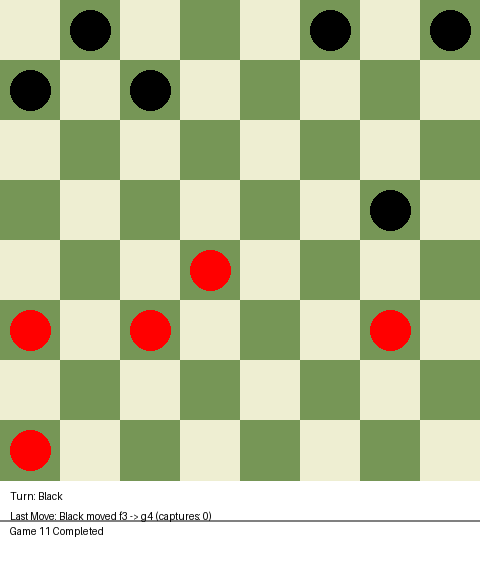 Turn: Black
Last Move: Black moved f3 -> g4 (captures: 0)
Game 11 Completed